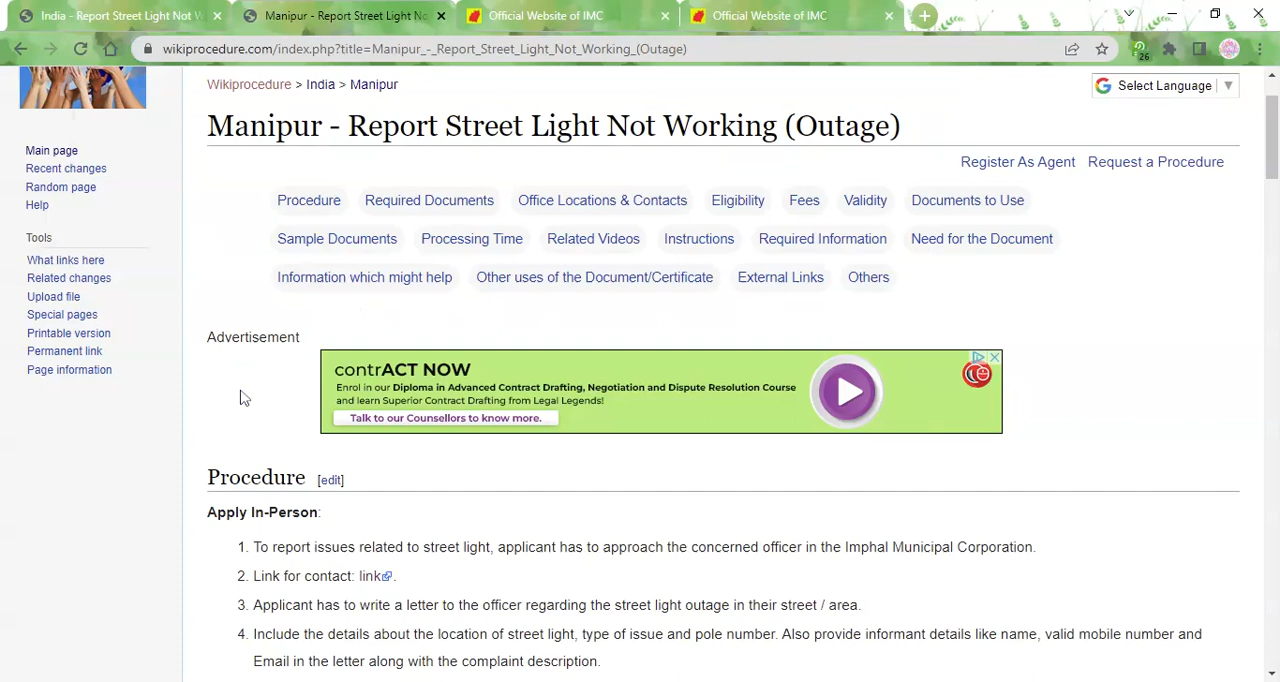 India - Report Street Light Not W
Manipur - Report Street Light No
Official Website of IMC
Official Website of IMC
wikiprocedure.com/index.php?title=Manipur_-_Report_Street_Light_Not_Working_(Outage)
26
Wikiprocedure > India > Manipur
Select Language
Manipur - Report Street Light Not Working (Outage)
Register As Agent Request a Procedure
Main page
Recent changes
Random page
Help
Tools
What links here
Related changes
Upload file
Special pages
Printable version
Permanent link
Page information
Procedure Required Documents Office Locations & Contacts Eligibility Fees Validity Documents to Use
Sample Documents Processing Time Related Videos Instructions Required Information Need for the Document
Information which might help Other uses of the Document/Certificate External Links Others
Advertisement
contrACT NOW
Enrol in our Diploma in Advanced Contract Drafting, Negotiation and Dispute Resolution Course
and learn Superior Contract Drafting from Legal Legends!
Talk to our Counsellors to know more.
Procedure [edit]
Apply In-Person:
1. To report issues related to street light, applicant has to approach the concerned officer in the Imphal Municipal Corporation.
2. Link for contact: link.
3. Applicant has to write a letter to the officer regarding the street light outage in their street / area.
4. Include the details about the location of street light, type of issue and pole number. Also provide informant details like name, valid mobile number and
Email in the letter along with the complaint description.